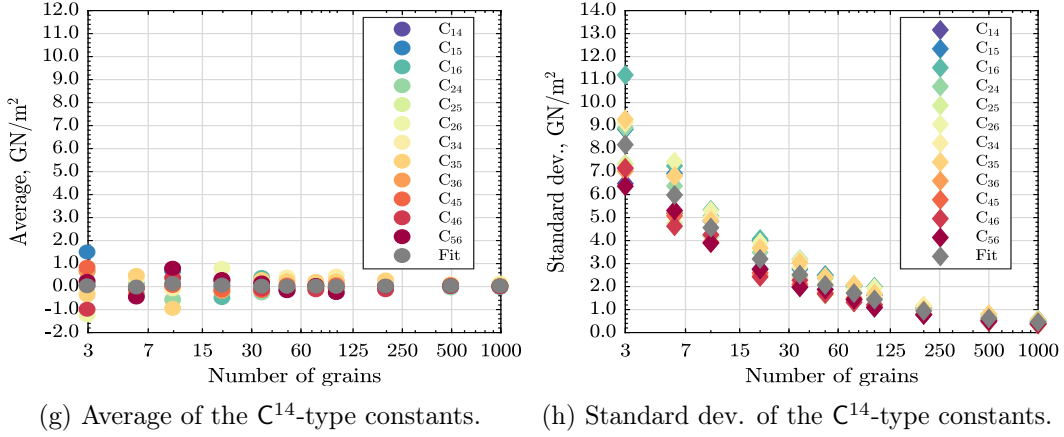 12.0
11.0
10.0
9.0
8.0
7.0
6.0
5.0
4.0
3.0
2.0
1.0
0.0
-1.0
-2.0
Average, GN/m²
3 7 15 30 60 125 250 500 1000
Number of grains
C₁₄
C₁₅
C₁₆
C₂₄
C₂₅
C₂₆
C₃₄
C₃₅
C₃₆
C₄₅
C₄₆
C₅₆
Fit
(g) Average of the C¹⁴-type constants.
14.0
13.0
12.0
11.0
10.0
9.0
8.0
7.0
6.0
5.0
4.0
3.0
2.0
1.0
0.0
Standard dev., GN/m²
3 7 15 30 60 125 250 500 1000
Number of grains
C₁₄
C₁₅
C₁₆
C₂₄
C₂₅
C₂₆
C₃₄
C₃₅
C₃₆
C₄₅
C₄₆
C₅₆
Fit
(h) Standard dev. of the C¹⁴-type constants.